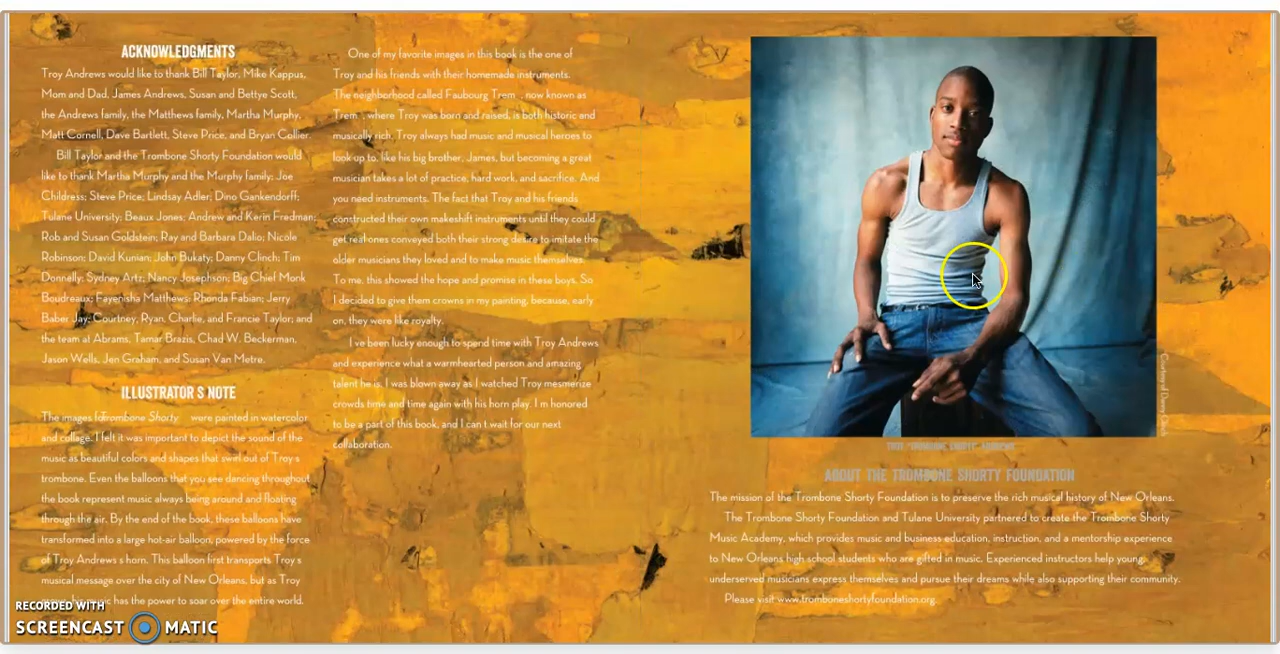 ACKNOWLEDGMENTS
Troy Andrews would like to thank Bill Taylor, Mike Kappus,
Mom and Dad, James Andrews, Susan and Bettye Scott,
the Andrews family, the Matthews family, Martha Murphy,
Matt Cornell, Dave Bartlett, Steve Price, and Bryan Collier.
Bill Taylor and the Trombone Shorty Foundation would
like to thank Martha Murphy and the Murphy family; Joe
Childress; Steve Price; Lindsay Adler; Dino Gankendorff;
Tulane University; Beaux Jones; Andrew and Kerin Fredman;
Rob and Susan Goldstein; Ray and Barbara Dalio; Nicole
Robinson; David Kunian; John Bukaty; Danny Clinch; Tim
Donnelly; Sydney Artz; Nancy Josephson; Big Chief Monk
Boudreaux; Fayenisha Matthews; Rhonda Fabian; Jerry
Baber Jay; Courtney, Ryan, Charlie, and Francie Taylor; and
the team at Abrams, Tamar Brazis, Chad W. Beckerman,
Jason Wells, Jen Graham, and Susan Van Metre.
ILLUSTRATOR S NOTE
The images fo Trombone Shorty were painted in watercolor
and collage. I felt it was important to depict the sound of the
music as beautiful colors and shapes that swirl out of Troy s
trombone. Even the balloons that you see dancing throughout
the book represent music always being around and floating
through the air. By the end of the book, these balloons have
transformed into a large hot-air balloon, powered by the force
of Troy Andrews s horn. This balloon first transports Troy s
musical message over the city of New Orleans, but as Troy
grows, his music has the power to soar over the entire world.
One of my favorite images in this book is the one of
Troy and his friends with their homemade instruments.
The neighborhood called Faubourg Trem , now known as
Trem , where Troy was born and raised, is both historic and
musically rich. Troy always had music and musical heroes to
look up to, like his big brother, James, but becoming a great
musician takes a lot of practice, hard work, and sacrifice. And
you need instruments. The fact that Troy and his friends
constructed their own makeshift instruments until they could
get real ones conveyed both their strong desire to imitate the
older musicians they loved and to make music themselves.
To me, this showed the hope and promise in these boys. So
I decided to give them crowns in my painting, because, early
on, they were like royalty.
I ve been lucky enough to spend time with Troy Andrews
and experience what a warmhearted person and amazing
talent he is. I was blown away as I watched Troy mesmerize
crowds time and time again with his horn play. I m honored
to be a part of this book, and I can t wait for our next
collaboration.
Courtesy of Danny Clinch
TROY "TROMBONE SHORTY" ANDREWS
ABOUT THE TROMBONE SHORTY FOUNDATION
The mission of the Trombone Shorty Foundation is to preserve the rich musical history of New Orleans.
The Trombone Shorty Foundation and Tulane University partnered to create the Trombone Shorty
Music Academy, which provides music and business education, instruction, and a mentorship experience
to New Orleans high school students who are gifted in music. Experienced instructors help young,
underserved musicians express themselves and pursue their dreams while also supporting their community.
Please visit www.tromboneshortyfoundation.org.
RECORDED WITH
SCREENCAST MATIC